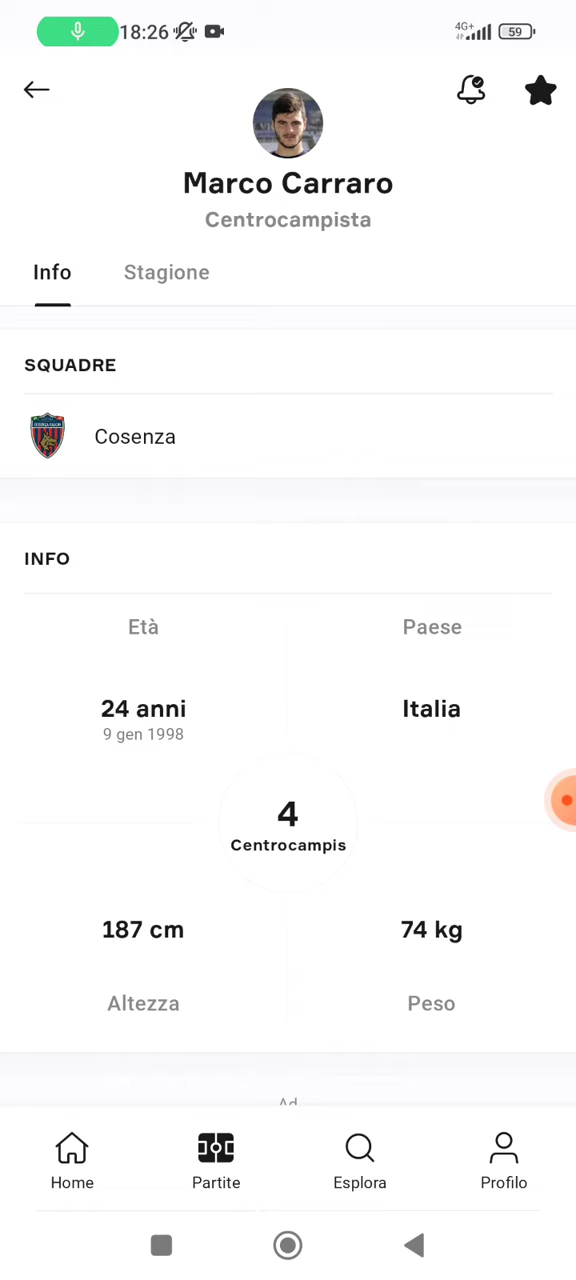 18:26
4G+
59
Marco Carraro
Centrocampista
Info
Stagione
SQUADRE
Cosenza
INFO
Età
Paese
24 anni
Italia
9 gen 1998
4
Centrocampis
187 cm
74 kg
Altezza
Peso
Ad
Home
Partite
Esplora
Profilo